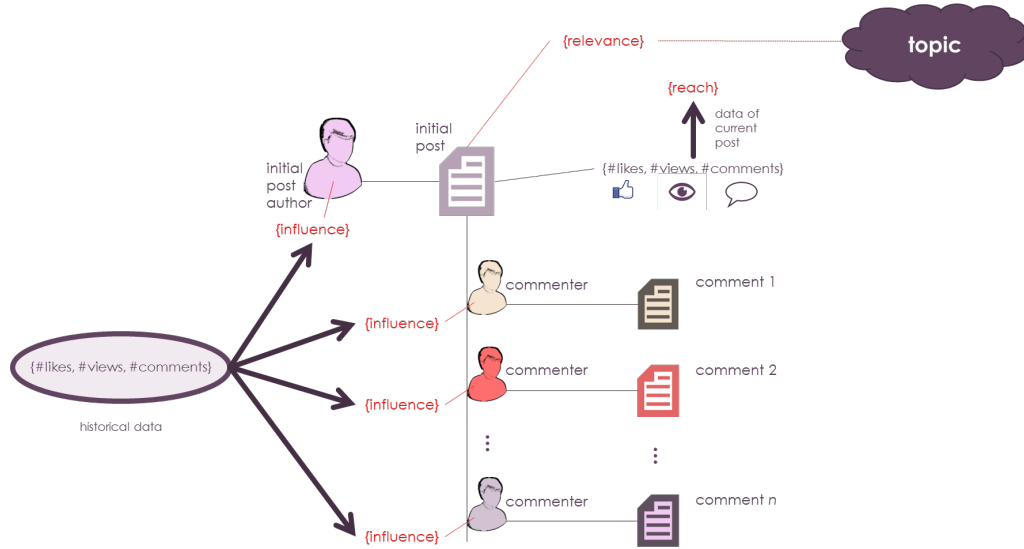 {relevance}
topic
{reach}
data of
current
post
initial
post
{#likes, #views, #comments}
initial
post
author
{influence}
commenter
comment 1
{influence}
{#likes, #views, #comments}
historical data
commenter
comment 2
{influence}
commenter
comment n
{influence}